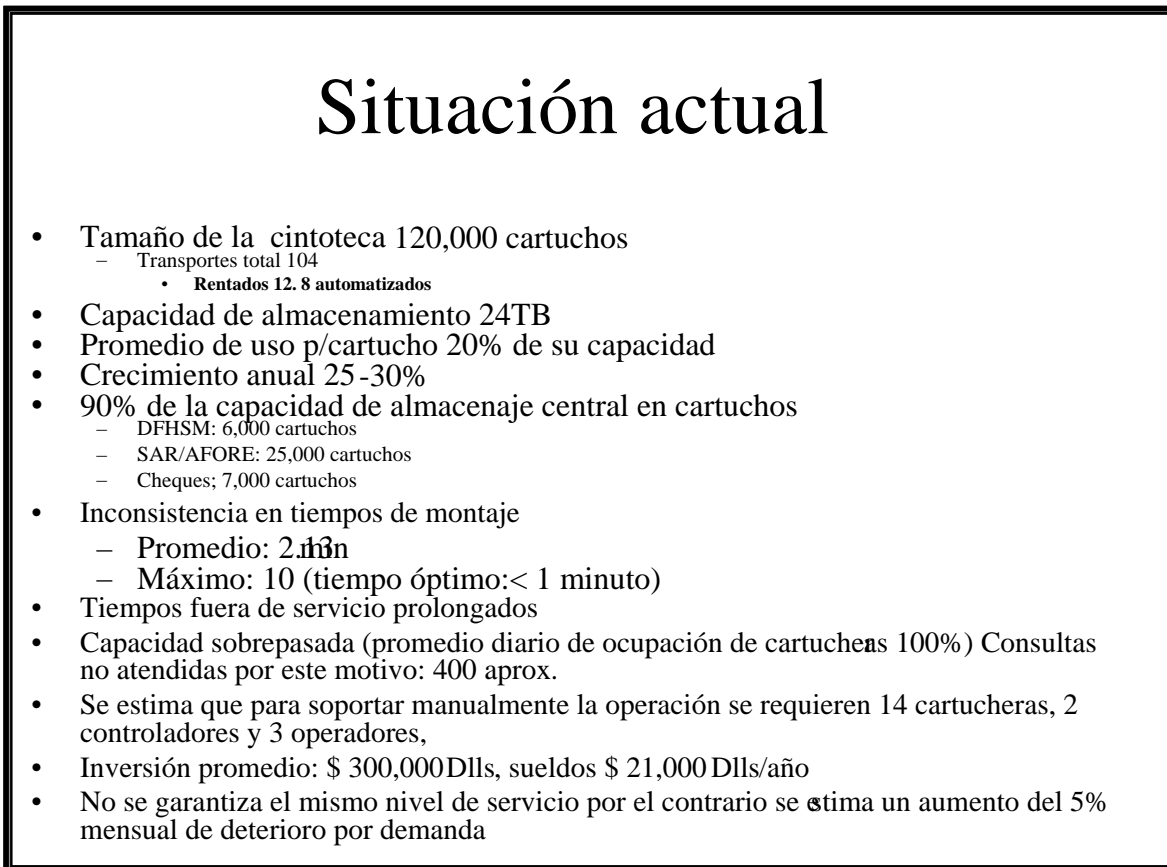 Situación actual
• Tamaño de la cintoteca 120,000 cartuchos
– Transportes total 104
• Rentados 12. 8 automatizados
• Capacidad de almacenamiento 24TB
• Promedio de uso p/cartucho 20% de su capacidad
• Crecimiento anual 25-30%
• 90% de la capacidad de almacenaje central en cartuchos
– DFHSM: 6,000 cartuchos
– SAR/AFORE: 25,000 cartuchos
– Cheques; 7,000 cartuchos
• Inconsistencia en tiempos de montaje
– Promedio: 2.13 min
– Máximo: 10 (tiempo óptimo:< 1 minuto)
• Tiempos fuera de servicio prolongados
• Capacidad sobrepasada (promedio diario de ocupación de cartucheras 100%) Consultas
no atendidas por este motivo: 400 aprox.
• Se estima que para soportar manualmente la operación se requieren 14 cartucheras, 2
controladores y 3 operadores,
• Inversión promedio: $ 300,000 Dlls, sueldos $ 21,000 Dlls/año
• No se garantiza el mismo nivel de servicio por el contrario se estima un aumento del 5%
mensual de deterioro por demanda